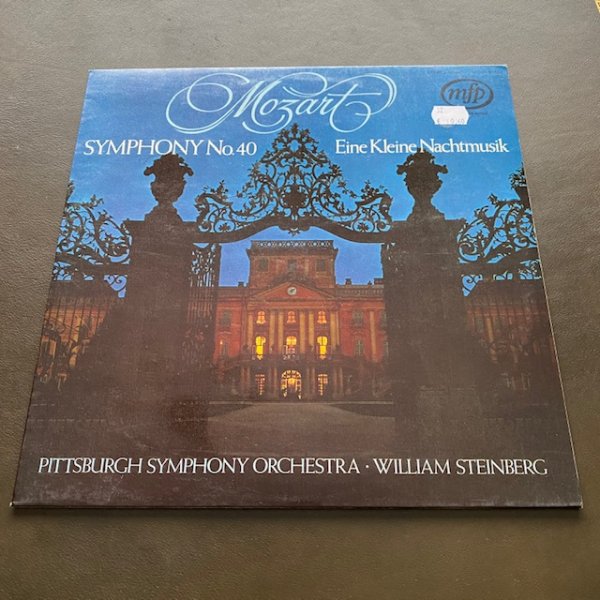 Mozart
mfp
SYMPHONY No. 40
Eine Kleine Nachtmusik
PITTSBURGH SYMPHONY ORCHESTRA · WILLIAM STEINBERG